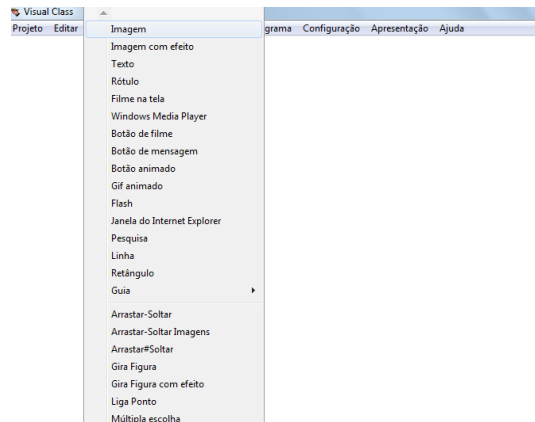 Visual Class
Projeto Editar grama Configuração Apresentação Ajuda
Imagem
Imagem com efeito
Texto
Rótulo
Filme na tela
Windows Media Player
Botão de filme
Botão de mensagem
Botão animado
Gif animado
Flash
Janela do Internet Explorer
Pesquisa
Linha
Retângulo
Guia
Arrastar-Soltar
Arrastar-Soltar Imagens
Arrastar#Soltar
Gira Figura
Gira Figura com efeito
Liga Ponto
Múltipla escolha